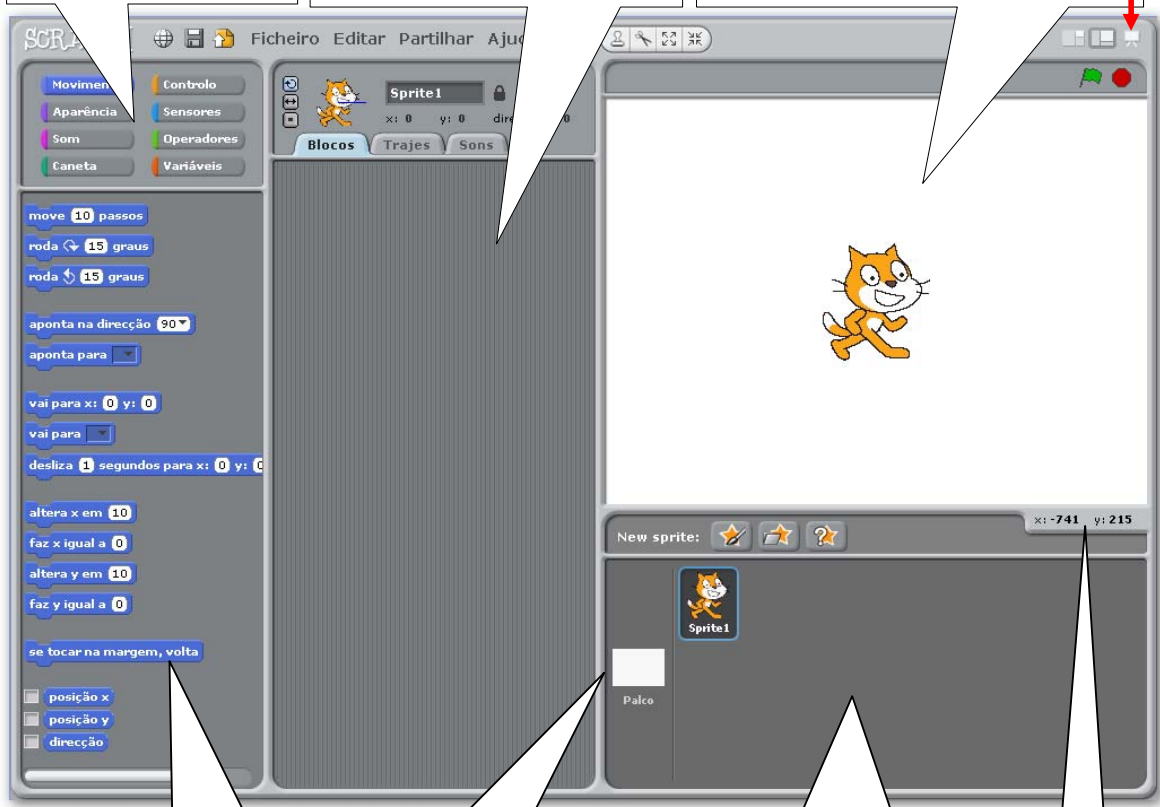 SCR
Ficheiro Editar Partilhar
Movimen
Controlo
Aparência
Sensores
Som
Operadores
Caneta
Variáveis
Sprite1
x: 0 y: 0
Blocos
Trajes
Sons
move 10 passos
roda 15 graus
roda 15 graus
aponta na direcção 90
aponta para
vai para x: 0 y: 0
vai para
desliza 1 segundos para x: 0 y: 0
altera x em 10
faz x igual a 0
altera y em 10
faz y igual a 0
se tocar na margem, volta
posição x
posição y
direcção
x: -741 y: 215
New sprite:
Sprite1
Palco